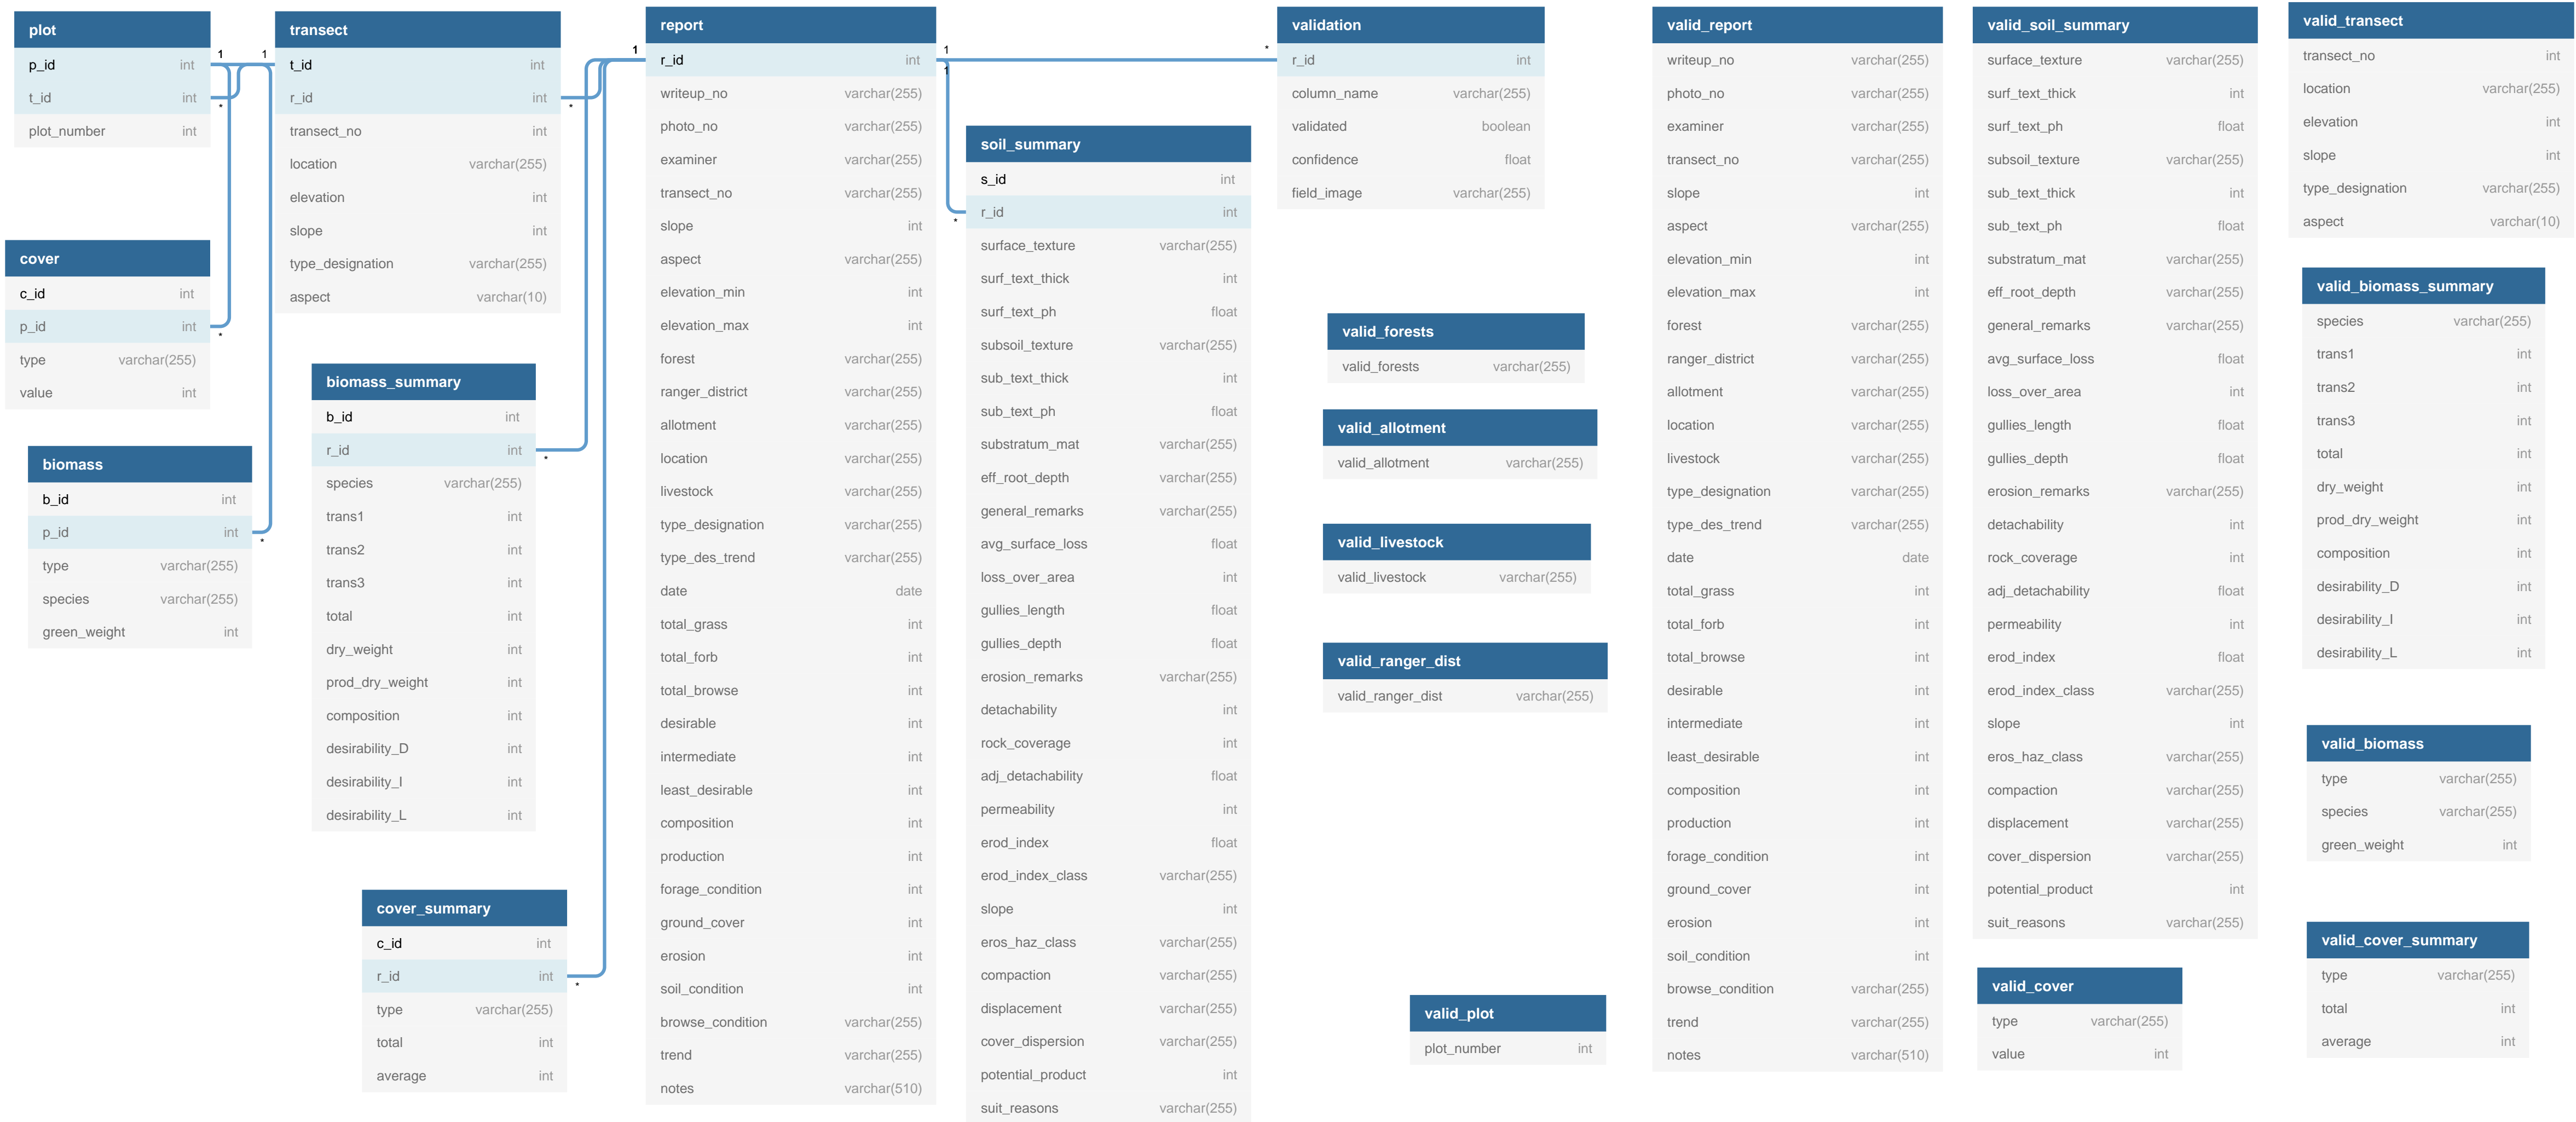 plot
p_id int
t_id int
plot_number int
1
*
1
cover
c_id int
p_id int
type varchar(255)
value int
*
biomass
b_id int
p_id int
type varchar(255)
species varchar(255)
green_weight int
*
transect
t_id int
r_id int
transect_no int
location varchar(255)
elevation int
slope int
type_designation varchar(255)
aspect varchar(10)
*
1
biomass_summary
b_id int
r_id int
species varchar(255)
trans1 int
trans2 int
trans3 int
total int
dry_weight int
prod_dry_weight int
composition int
desirability_D int
desirability_I int
desirability_L int
*
cover_summary
c_id int
r_id int
type varchar(255)
total int
average int
*
report
r_id int
writeup_no varchar(255)
photo_no varchar(255)
examiner varchar(255)
transect_no varchar(255)
slope int
aspect varchar(255)
elevation_min int
elevation_max int
forest varchar(255)
ranger_district varchar(255)
allotment varchar(255)
location varchar(255)
livestock varchar(255)
type_designation varchar(255)
type_des_trend varchar(255)
date date
total_grass int
total_forb int
total_browse int
desirable int
intermediate int
least_desirable int
composition int
production int
forage_condition int
ground_cover int
erosion int
soil_condition int
browse_condition varchar(255)
trend varchar(255)
notes varchar(510)
1
1
*
*
soil_summary
s_id int
r_id int
surface_texture varchar(255)
surf_text_thick int
surf_text_ph float
subsoil_texture varchar(255)
sub_text_thick int
sub_text_ph float
substratum_mat varchar(255)
eff_root_depth varchar(255)
general_remarks varchar(255)
avg_surface_loss float
loss_over_area int
gullies_length float
gullies_depth float
erosion_remarks varchar(255)
detachability int
rock_coverage int
adj_detachability float
permeability int
erod_index float
erod_index_class varchar(255)
slope int
eros_haz_class varchar(255)
compaction varchar(255)
displacement varchar(255)
cover_dispersion varchar(255)
potential_product int
suit_reasons varchar(255)
validation
r_id int
column_name varchar(255)
validated boolean
confidence float
field_image varchar(255)
valid_forests
valid_forests varchar(255)
valid_allotment
valid_allotment varchar(255)
valid_livestock
valid_livestock varchar(255)
valid_ranger_dist
valid_ranger_dist varchar(255)
valid_plot
plot_number int
valid_report
writeup_no varchar(255)
photo_no varchar(255)
examiner varchar(255)
transect_no varchar(255)
slope int
aspect varchar(255)
elevation_min int
elevation_max int
forest varchar(255)
ranger_district varchar(255)
allotment varchar(255)
location varchar(255)
livestock varchar(255)
type_designation varchar(255)
type_des_trend varchar(255)
date date
total_grass int
total_forb int
total_browse int
desirable int
intermediate int
least_desirable int
composition int
production int
forage_condition int
ground_cover int
erosion int
soil_condition int
browse_condition varchar(255)
trend varchar(255)
notes varchar(510)
valid_soil_summary
surface_texture varchar(255)
surf_text_thick int
surf_text_ph float
subsoil_texture varchar(255)
sub_text_thick int
sub_text_ph float
substratum_mat varchar(255)
eff_root_depth varchar(255)
general_remarks varchar(255)
avg_surface_loss float
loss_over_area int
gullies_length float
gullies_depth float
erosion_remarks varchar(255)
detachability int
rock_coverage int
adj_detachability float
permeability int
erod_index float
erod_index_class varchar(255)
slope int
eros_haz_class varchar(255)
compaction varchar(255)
displacement varchar(255)
cover_dispersion varchar(255)
potential_product int
suit_reasons varchar(255)
valid_cover
type varchar(255)
value int
valid_transect
transect_no int
location varchar(255)
elevation int
slope int
type_designation varchar(255)
aspect varchar(10)
valid_biomass_summary
species varchar(255)
trans1 int
trans2 int
trans3 int
total int
dry_weight int
prod_dry_weight int
composition int
desirability_D int
desirability_I int
desirability_L int
valid_biomass
type varchar(255)
species varchar(255)
green_weight int
valid_cover_summary
type varchar(255)
total int
average int